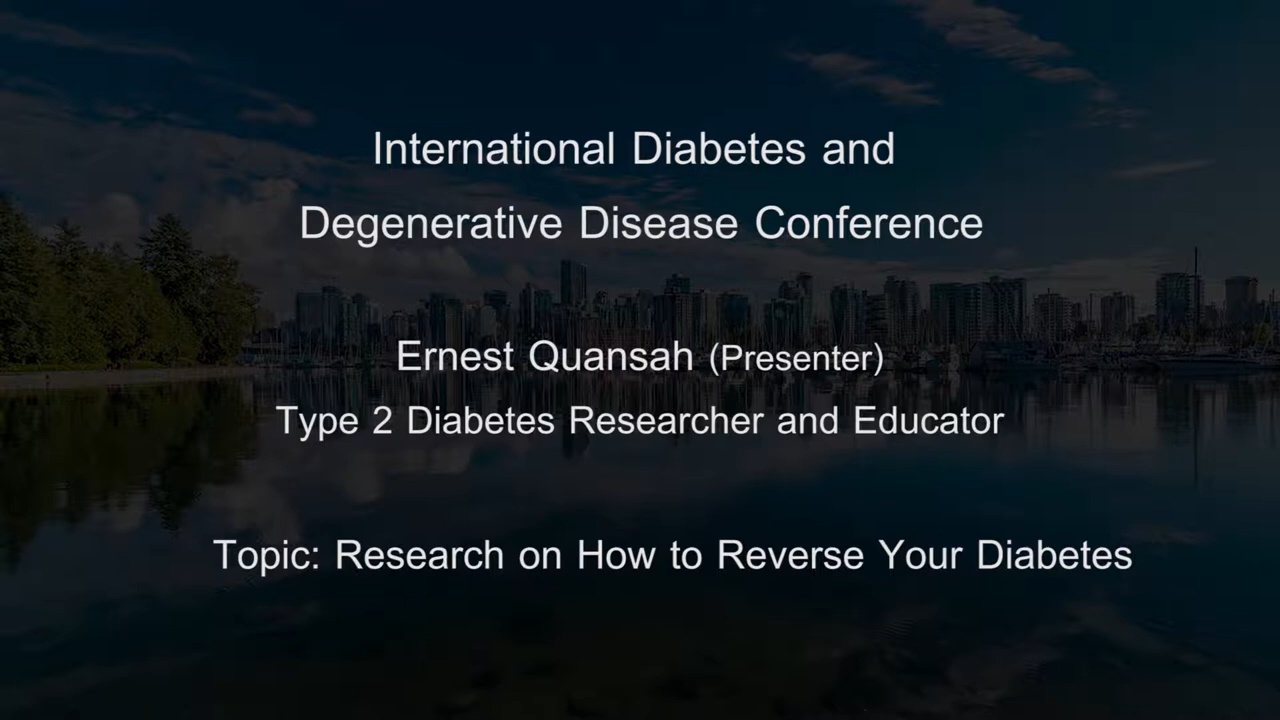 International Diabetes and
Degenerative Disease Conference
Ernest Quansah (Presenter)
Type 2 Diabetes Researcher and Educator
Topic: Research on How to Reverse Your Diabetes